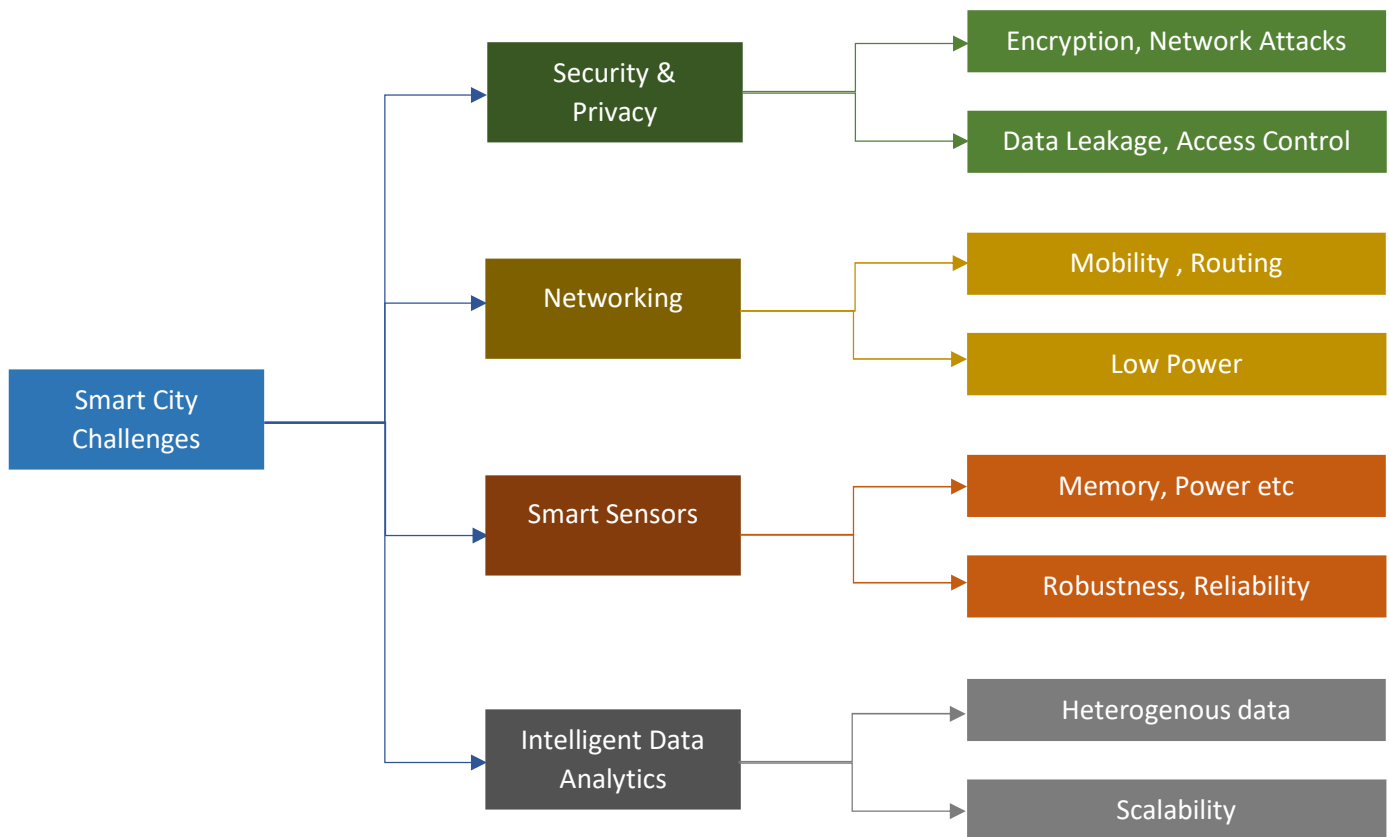 Smart City
Challenges
Security &
Privacy
Encryption, Network Attacks
Data Leakage, Access Control
Networking
Mobility , Routing
Low Power
Smart Sensors
Memory, Power etc
Robustness, Reliability
Intelligent Data
Analytics
Heterogenous data
Scalability